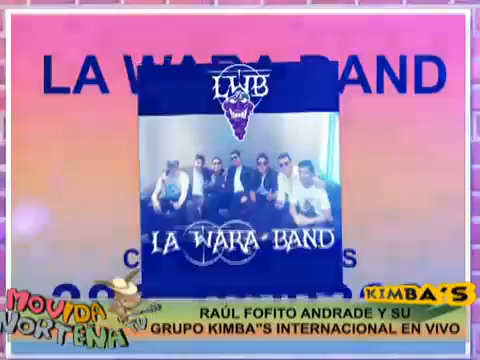 LA WARA BAND
LWB
LA WARA BAND
MOVIDA
NORTEÑA TV
KIMBA'S
RAÚL FOFITO ANDRADE Y SU
GRUPO KIMBA"S INTERNACIONAL EN VIVO